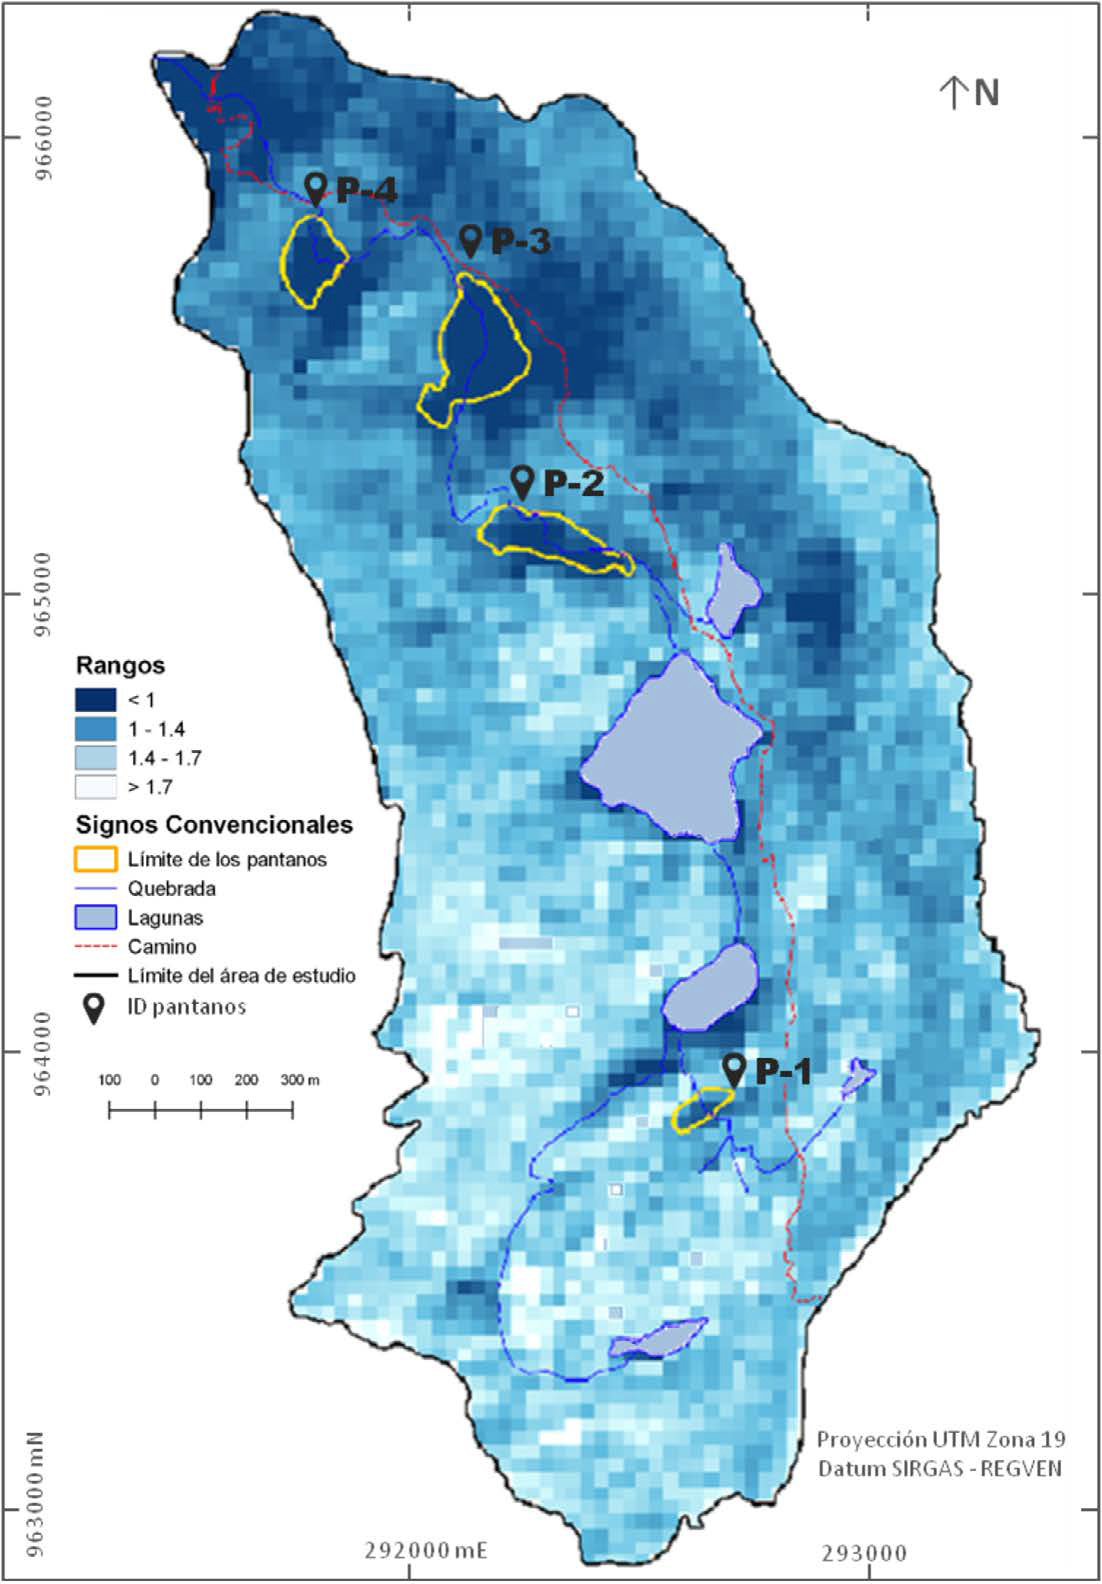 N
966000
P-4
P-3
P-2
965000
Rangos
< 1
1 - 1.4
1.4 - 1.7
> 1.7
Signos Convencionales
Límite de los pantanos
Quebrada
Lagunas
Camino
Límite del área de estudio
ID pantanos
964000
100 0 100 200 300 m
P-1
Proyección UTM Zona 19
Datum SIRGAS - REGVEN
963000 mN
292000 mE
293000